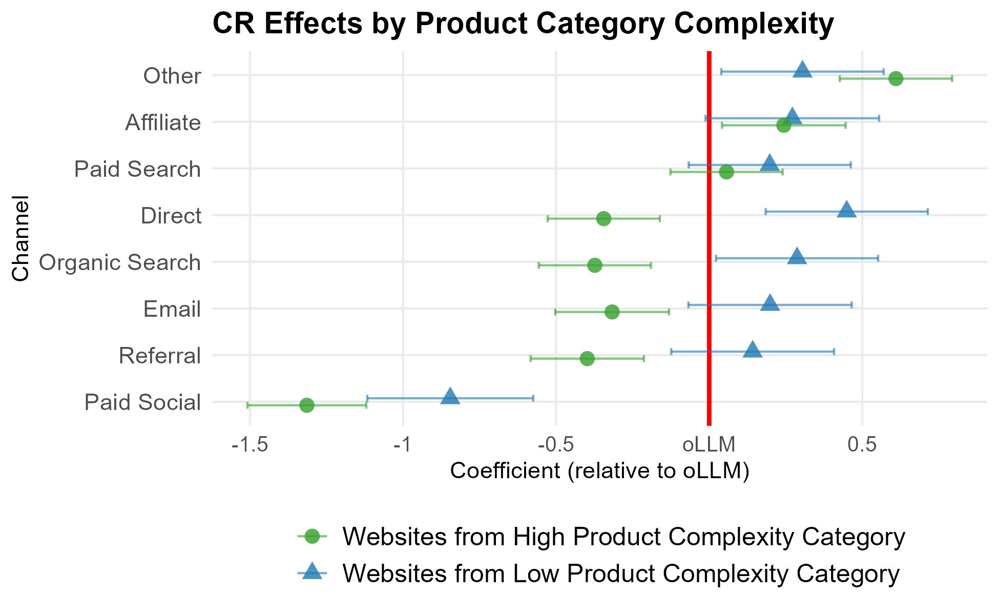 CR Effects by Product Category Complexity
Channel
Other
Affiliate
Paid Search
Direct
Organic Search
Email
Referral
Paid Social
-1.5 -1 -0.5 oLLM 0.5
Coefficient (relative to oLLM)
Websites from High Product Complexity Category
Websites from Low Product Complexity Category